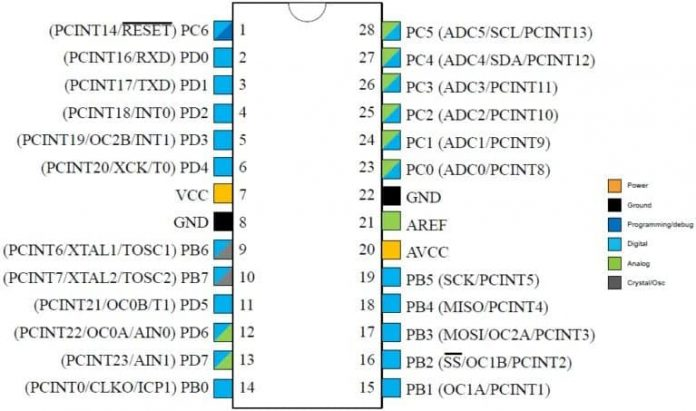 (PCINT14/RESET) PC6 1
(PCINT16/RXD) PD0 2
(PCINT17/TXD) PD1 3
(PCINT18/INT0) PD2 4
(PCINT19/OC2B/INT1) PD3 5
(PCINT20/XCK/T0) PD4 6
VCC 7
GND 8
(PCINT6/XTAL1/TOSC1) PB6 9
(PCINT7/XTAL2/TOSC2) PB7 10
(PCINT21/OC0B/T1) PD5 11
(PCINT22/OC0A/AIN0) PD6 12
(PCINT23/AIN1) PD7 13
(PCINT0/CLKO/ICP1) PB0 14
28 PC5 (ADC5/SCL/PCINT13)
27 PC4 (ADC4/SDA/PCINT12)
26 PC3 (ADC3/PCINT11)
25 PC2 (ADC2/PCINT10)
24 PC1 (ADC1/PCINT9)
23 PC0 (ADC0/PCINT8)
22 GND
21 AREF
20 AVCC
19 PB5 (SCK/PCINT5)
18 PB4 (MISO/PCINT4)
17 PB3 (MOSI/OC2A/PCINT3)
16 PB2 (SS/OC1B/PCINT2)
15 PB1 (OC1A/PCINT1)
Power
Ground
Programming/debug
Digital
Analog
Crystal/Osc